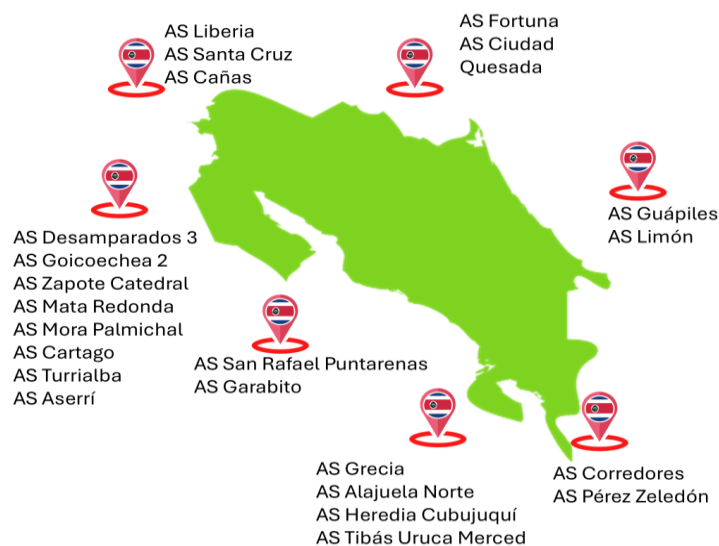 AS Liberia
AS Santa Cruz
AS Cañas
AS Fortuna
AS Ciudad
Quesada
AS Guápiles
AS Limón
AS Desamparados 3
AS Goicoechea 2
AS Zapote Catedral
AS Mata Redonda
AS Mora Palmichal
AS Cartago
AS Turrialba
AS Aserrí
AS San Rafael Puntarenas
AS Garabito
AS Grecia
AS Alajuela Norte
AS Heredia Cubujuquí
AS Tibás Uruca Merced
AS Corredores
AS Pérez Zeledón